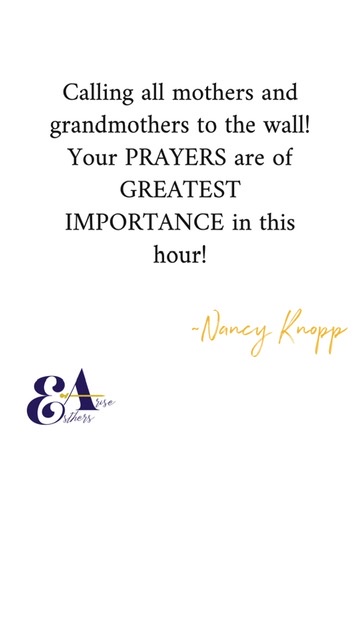 Calling all mothers and
grandmothers to the wall!
Your PRAYERS are of
GREATEST
IMPORTANCE in this
hour!
~Nancy Knopp
Esthers Arise